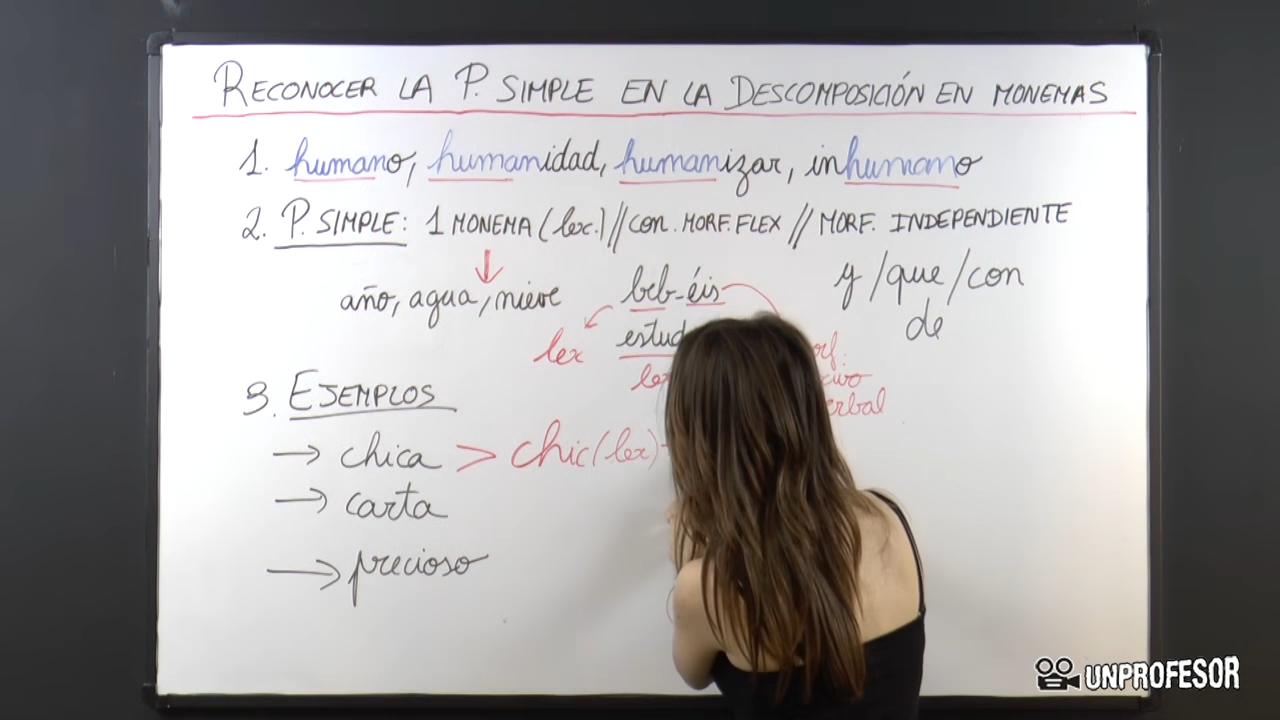 RECONOCER LA P. SIMPLE EN LA DESCOMPOSICIÓN EN MONEMAS
1. humano, humanidad, humanizar, inhumano
2. P. SIMPLE: 1 MONEMA (lex.) // CON. MORF. FLEX // MORF. INDEPENDIENTE
año, agua, nieve
beb-éis
y / que / con
de
lex
3. EJEMPLOS
→ chica > chic (lex)
→ carta
→ precioso
UNPROFESOR